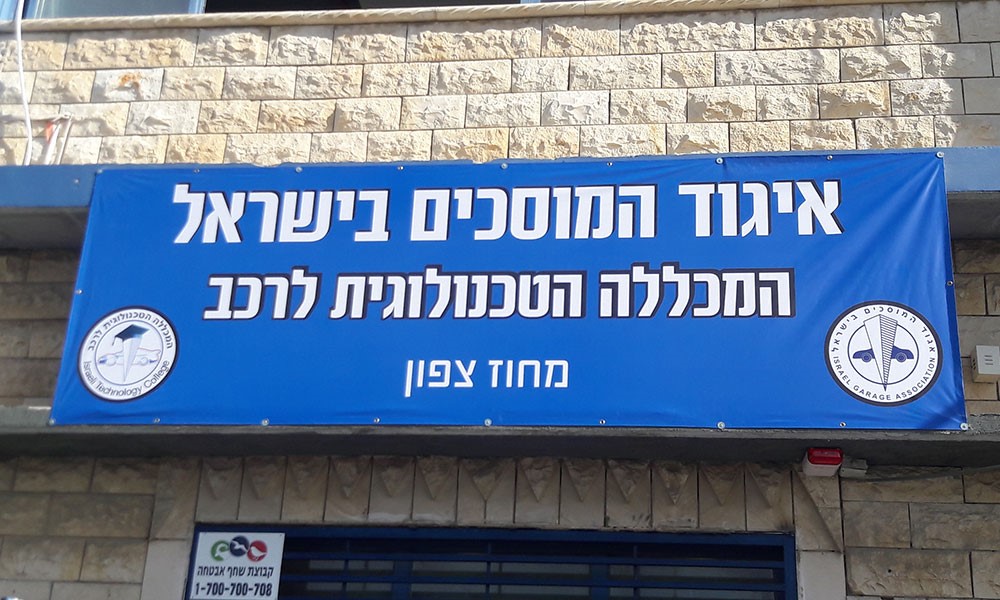 איגוד המוסכים בישראל
המכללה הטכנולוגית לרכב
מחוז צפון
המכללה הטכנולוגית לרכב
Israeli Technology College
אגוד המוסכים בישראל
ISRAEL GARAGE ASSOCIATION
קבוצת שחף אבטחה
1-700-700-708